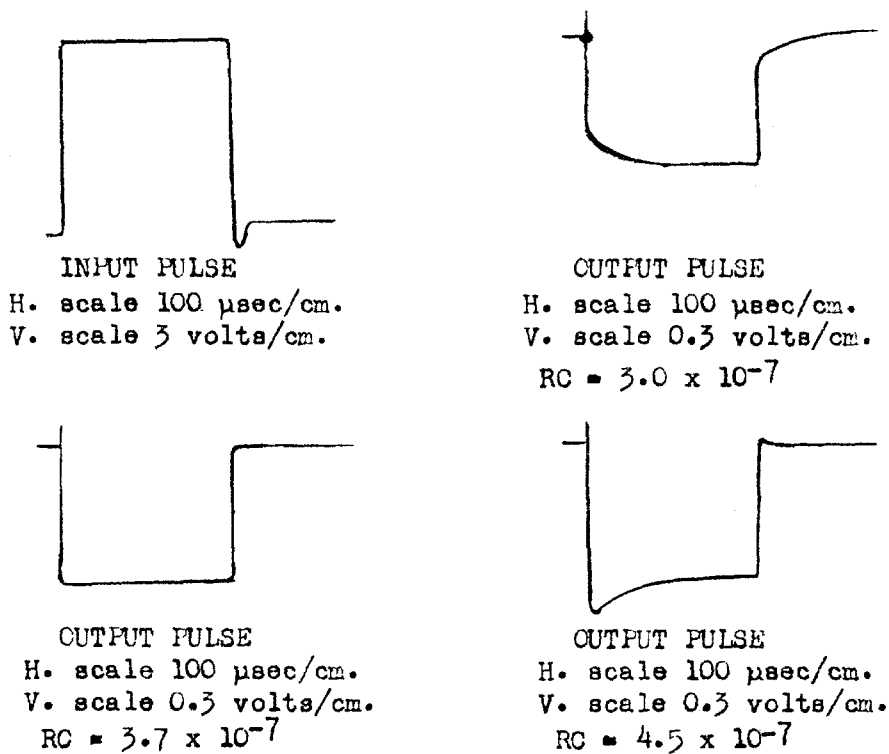 INPUT PULSE
H. scale 100 µsec/cm.
V. scale 3 volts/cm.
OUTPUT PULSE
H. scale 100 µsec/cm.
V. scale 0.3 volts/cm.
RC = 3.0 x 10⁻⁷
OUTPUT PULSE
H. scale 100 µsec/cm.
V. scale 0.3 volts/cm.
RC = 3.7 x 10⁻⁷
OUTPUT PULSE
H. scale 100 µsec/cm.
V. scale 0.3 volts/cm.
RC = 4.5 x 10⁻⁷